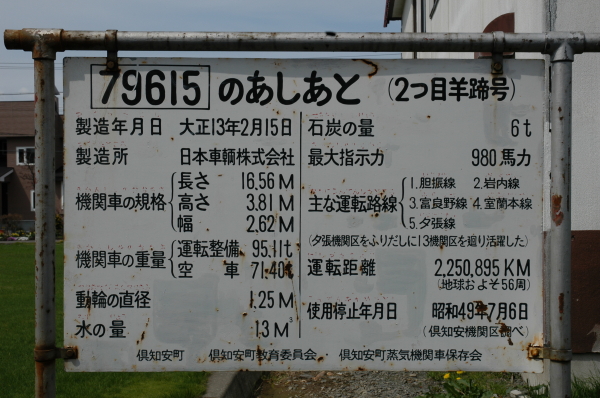 79615 のあしあと (2つ目羊蹄号)
製造年月日 大正13年2月15日
製造所 日本車輌株式会社
機関車の規格 長さ 16.56M
高さ 3.81M
幅 2.62M
機関車の重量 運転整備 95.11t
空車 71.40t
動輪の直径 1.25M
水の量 13M³
石炭の量 6t
最大指示力 980馬力
主な運転路線 1.胆振線 2.岩内線
3.富良野線 4.室蘭本線
5.夕張線
(夕張機関区をふりだしに13機関区を廻り活躍した)
運転距離 2,250,895KM
(地球およそ56周)
使用停止年月日 昭和49年7月6日
(倶知安機関区調べ)
倶知安町 倶知安町教育委員会 倶知安町蒸気機関車保存会